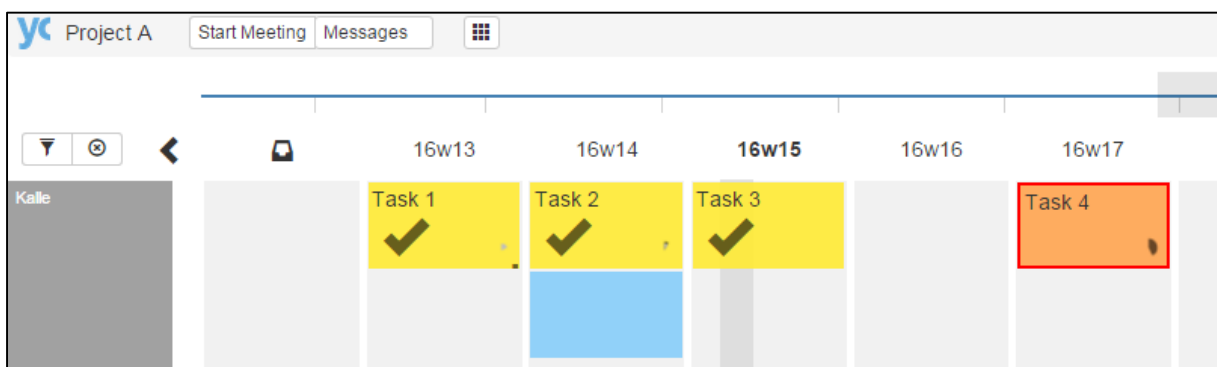 yc Project A Start Meeting Messages
16w13 16w14 16w15 16w16 16w17
Kalle Task 1 Task 2 Task 3 Task 4